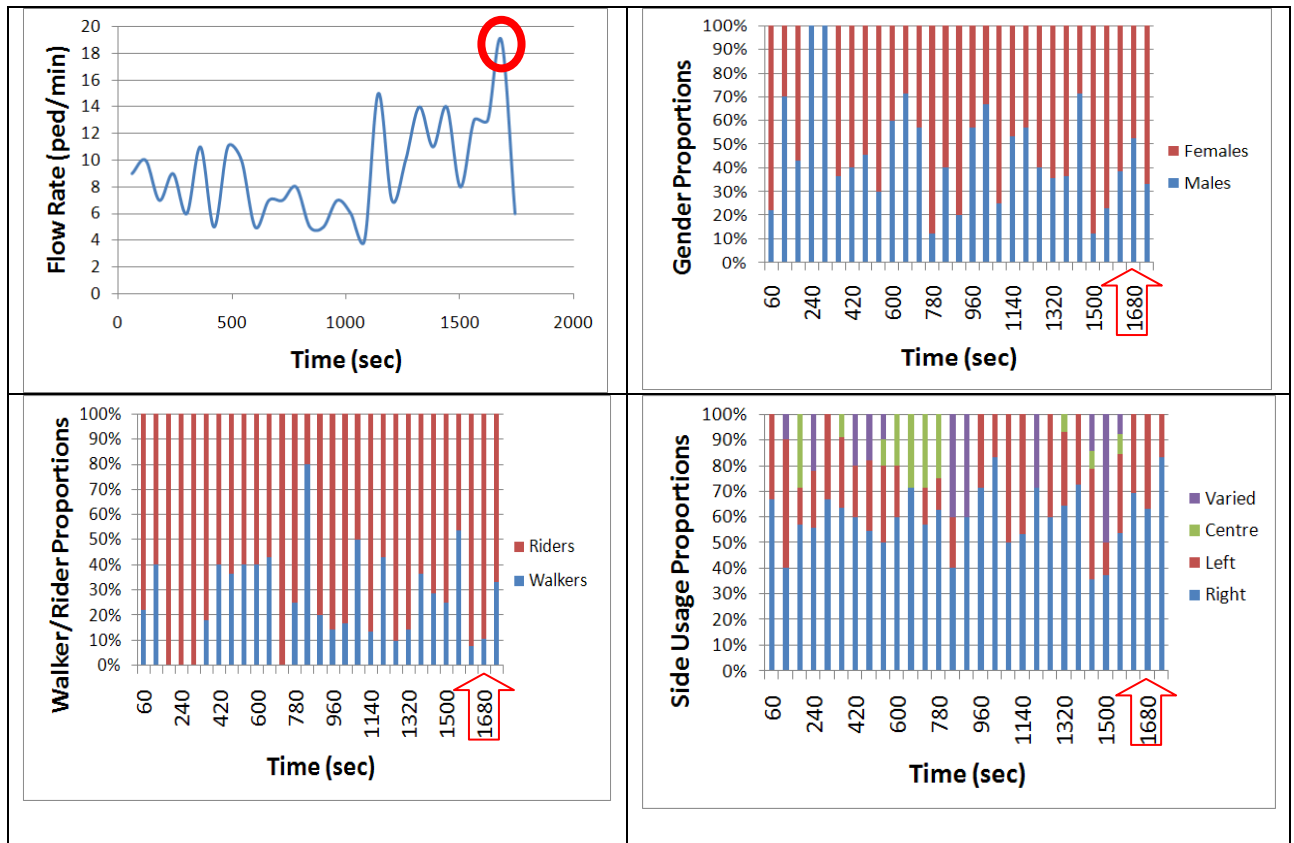 20
18
16
14
12
10
8
6
4
2
0
Flow Rate (ped/min)
0 500 1000 1500 2000
Time (sec)
100%
90%
80%
70%
60%
50%
40%
30%
20%
10%
0%
Gender Proportions
Females
Males
60 240 420 600 780 960 1140 1320 1500 1680
Time (sec)
100%
90%
80%
70%
60%
50%
40%
30%
20%
10%
0%
Walker/Rider Proportions
Riders
Walkers
60 240 420 600 780 960 1140 1320 1500 1680
Time (sec)
100%
90%
80%
70%
60%
50%
40%
30%
20%
10%
0%
Side Usage Proportions
Varied
Centre
Left
Right
60 240 420 600 780 960 1140 1320 1500 1680
Time (sec)